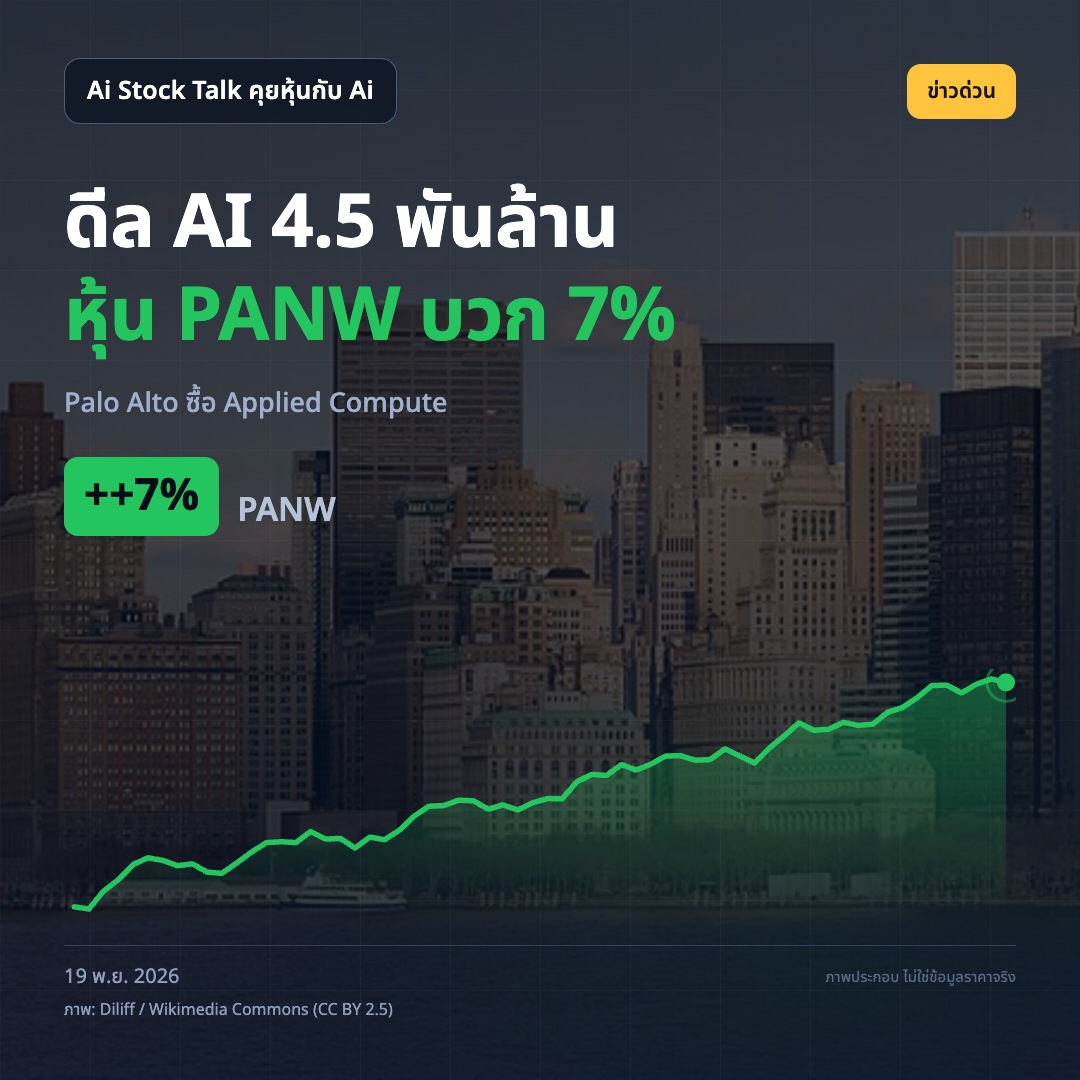 Ai Stock Talk คุยหุ้นกับ Ai
ข่าวด่วน
ดีล AI 4.5 พันล้าน
หุ้น PANW บวก 7%
Palo Alto ซื้อ Applied Compute
++7%
PANW
19 พ.ย. 2026
ภาพประกอบ ไม่ใช่ข้อมูลราคาจริง
ภาพ: Diliff / Wikimedia Commons (CC BY 2.5)